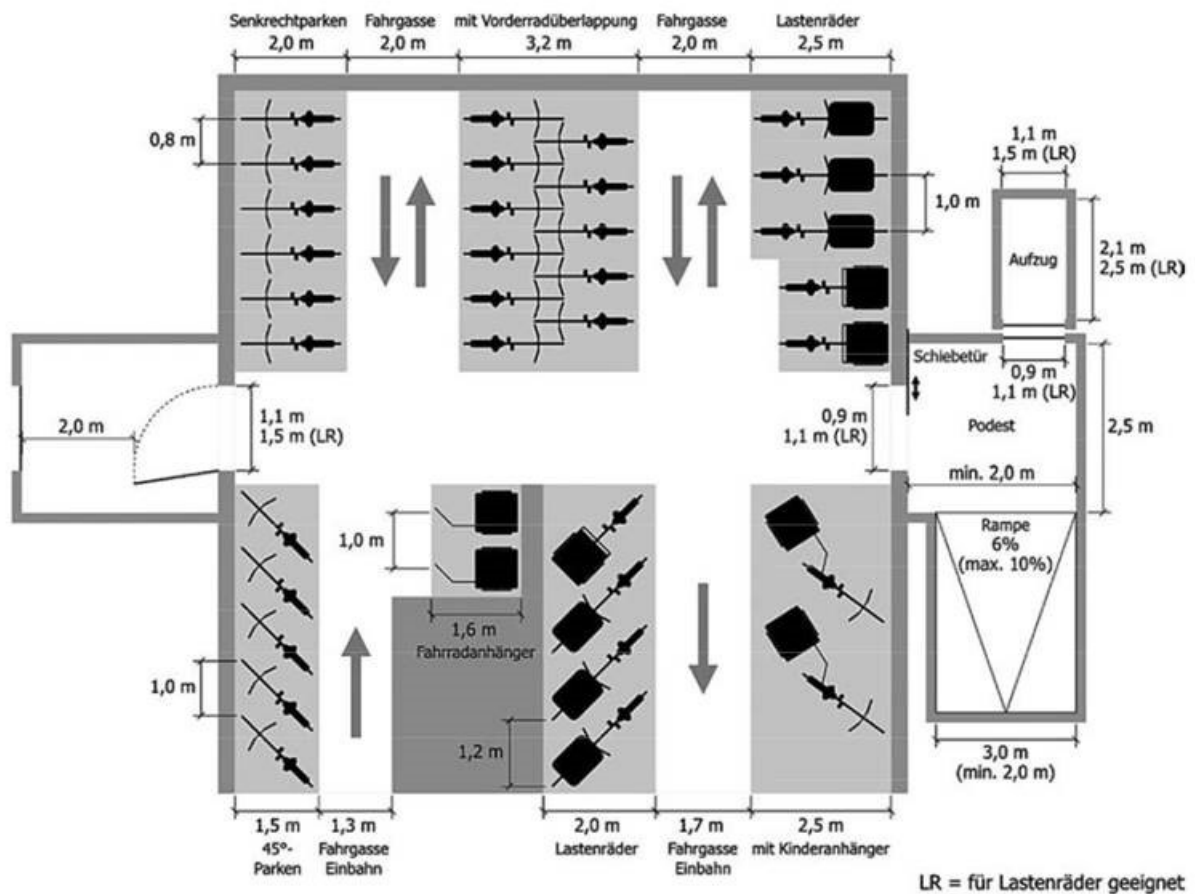 Senkrechtparken
2,0 m
Fahrgasse
2,0 m
mit Vorderradüberlappung
3,2 m
Fahrgasse
2,0 m
Lastenräder
2,5 m
0,8 m
1,0 m
1,1 m
1,5 m (LR)
Aufzug
2,1 m
2,5 m (LR)
Schiebetür
0,9 m
1,1 m (LR)
2,0 m
1,1 m
1,5 m (LR)
0,9 m
1,1 m (LR)
Podest
2,5 m
min. 2,0 m
1,0 m
Rampe
6%
(max. 10%)
1,6 m
Fahrradanhänger
1,0 m
1,2 m
3,0 m
(min. 2,0 m)
1,5 m
45°-
Parken
1,3 m
Fahrgasse
Einbahn
2,0 m
Lastenräder
1,7 m
Fahrgasse
Einbahn
2,5 m
mit Kinderanhänger
LR = für Lastenräder geeignet